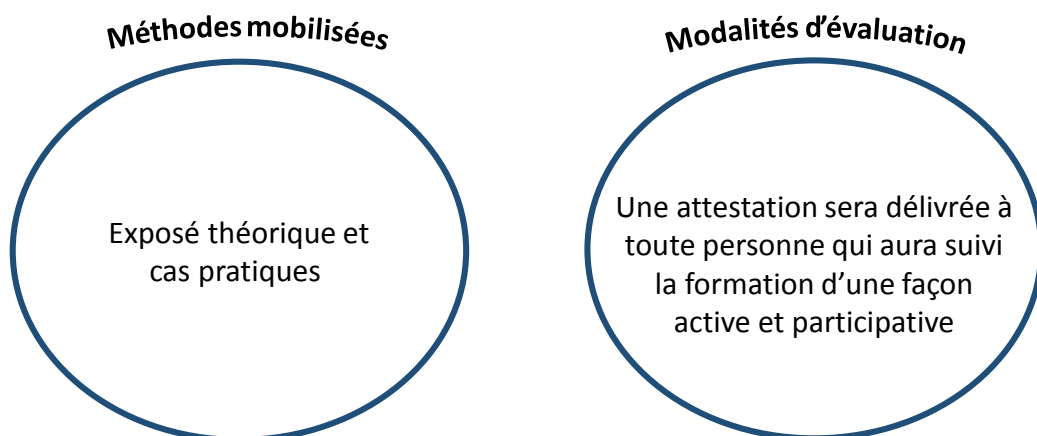 Méthodes mobilisées
Exposé théorique et
cas pratiques
Modalités d’évaluation
Une attestation sera délivrée à
toute personne qui aura suivi
la formation d’une façon
active et participative